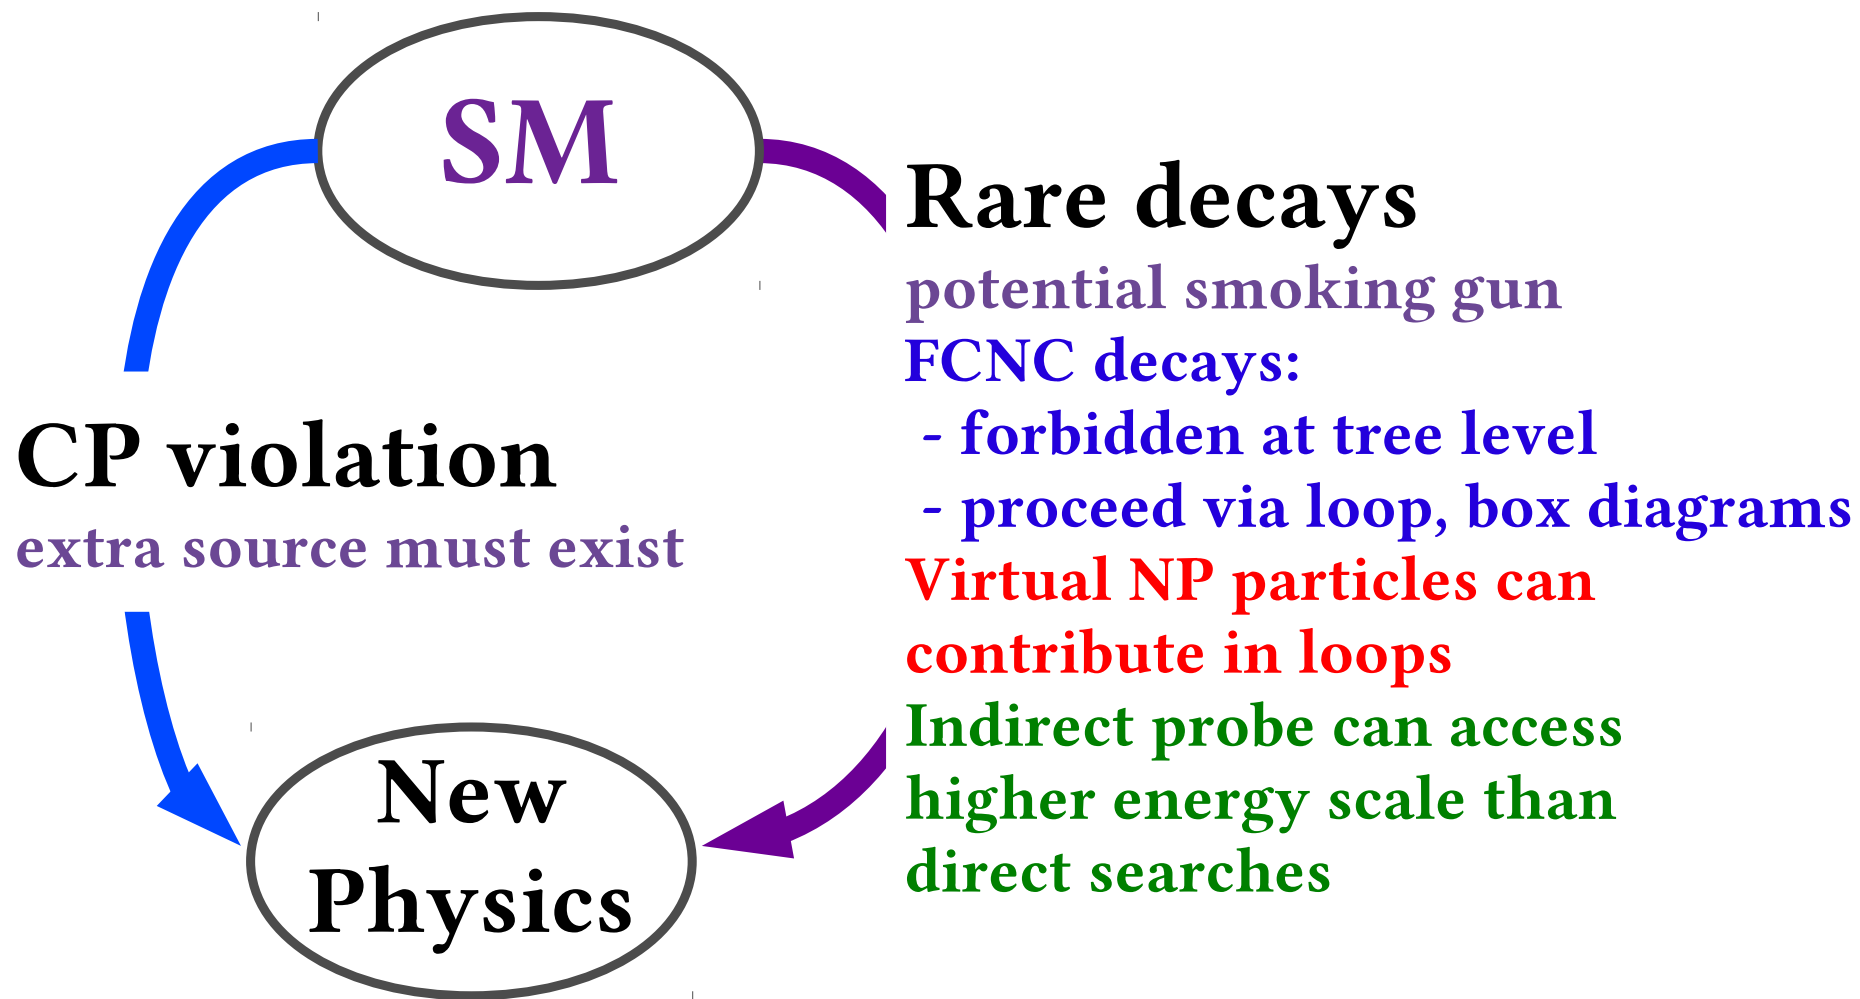 SM
Rare decays
potential smoking gun
FCNC decays:
- forbidden at tree level
- proceed via loop, box diagrams
Virtual NP particles can
contribute in loops
Indirect probe can access
higher energy scale than
direct searches
CP violation
extra source must exist
New
Physics